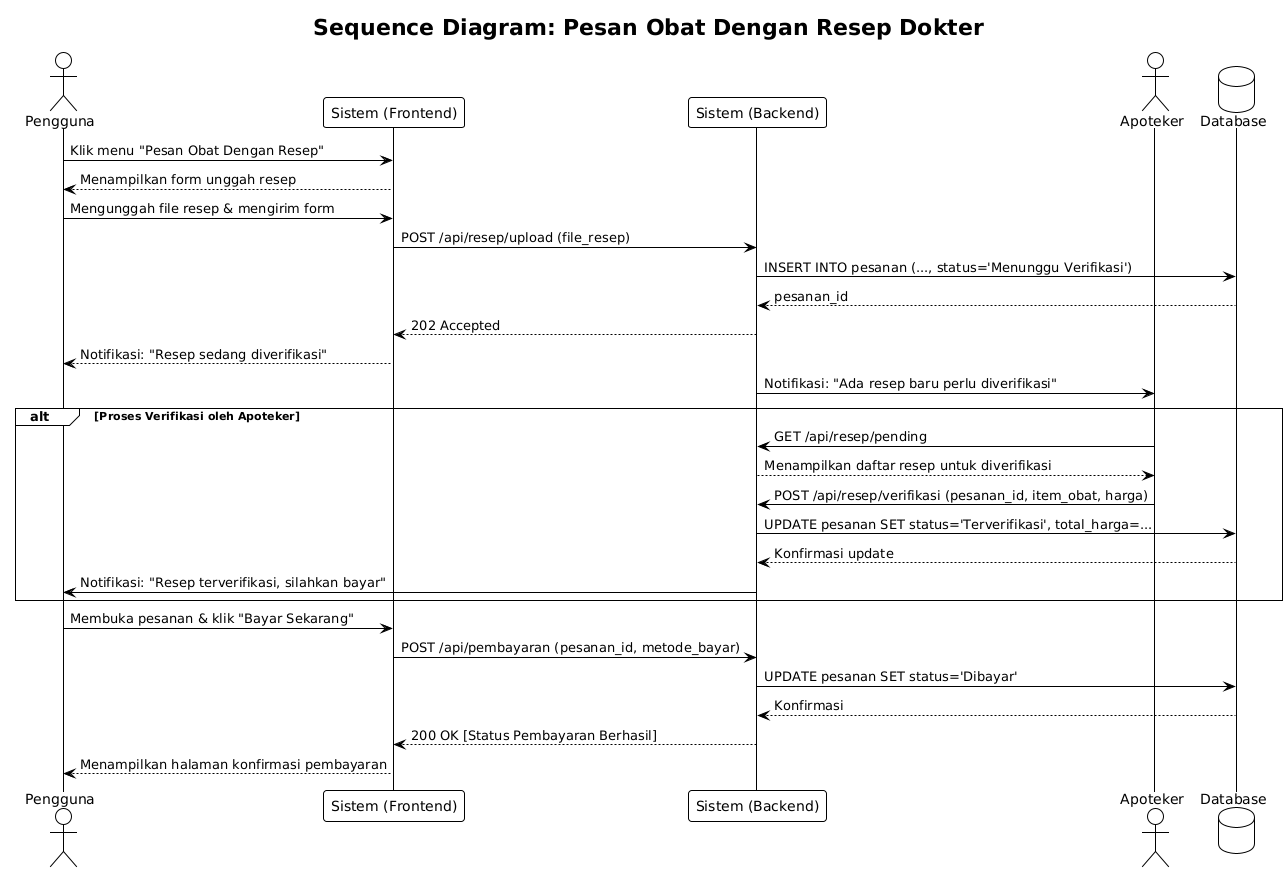 Sequence Diagram: Pesan Obat Dengan Resep Dokter
Pengguna
Sistem (Frontend)
Sistem (Backend)
Apoteker
Database
Klik menu "Pesan Obat Dengan Resep"
Menampilkan form unggah resep
Mengunggah file resep & mengirim form
POST /api/resep/upload (file_resep)
INSERT INTO pesanan (..., status='Menunggu Verifikasi')
pesanan_id
202 Accepted
Notifikasi: "Resep sedang diverifikasi"
Notifikasi: "Ada resep baru perlu diverifikasi"
alt
[Proses Verifikasi oleh Apoteker]
GET /api/resep/pending
Menampilkan daftar resep untuk diverifikasi
POST /api/resep/verifikasi (pesanan_id, item_obat, harga)
UPDATE pesanan SET status='Terverifikasi', total_harga=...
Konfirmasi update
Notifikasi: "Resep terverifikasi, silahkan bayar"
Membuka pesanan & klik "Bayar Sekarang"
POST /api/pembayaran (pesanan_id, metode_bayar)
UPDATE pesanan SET status='Dibayar'
Konfirmasi
200 OK [Status Pembayaran Berhasil]
Menampilkan halaman konfirmasi pembayaran
Pengguna
Sistem (Frontend)
Sistem (Backend)
Apoteker
Database